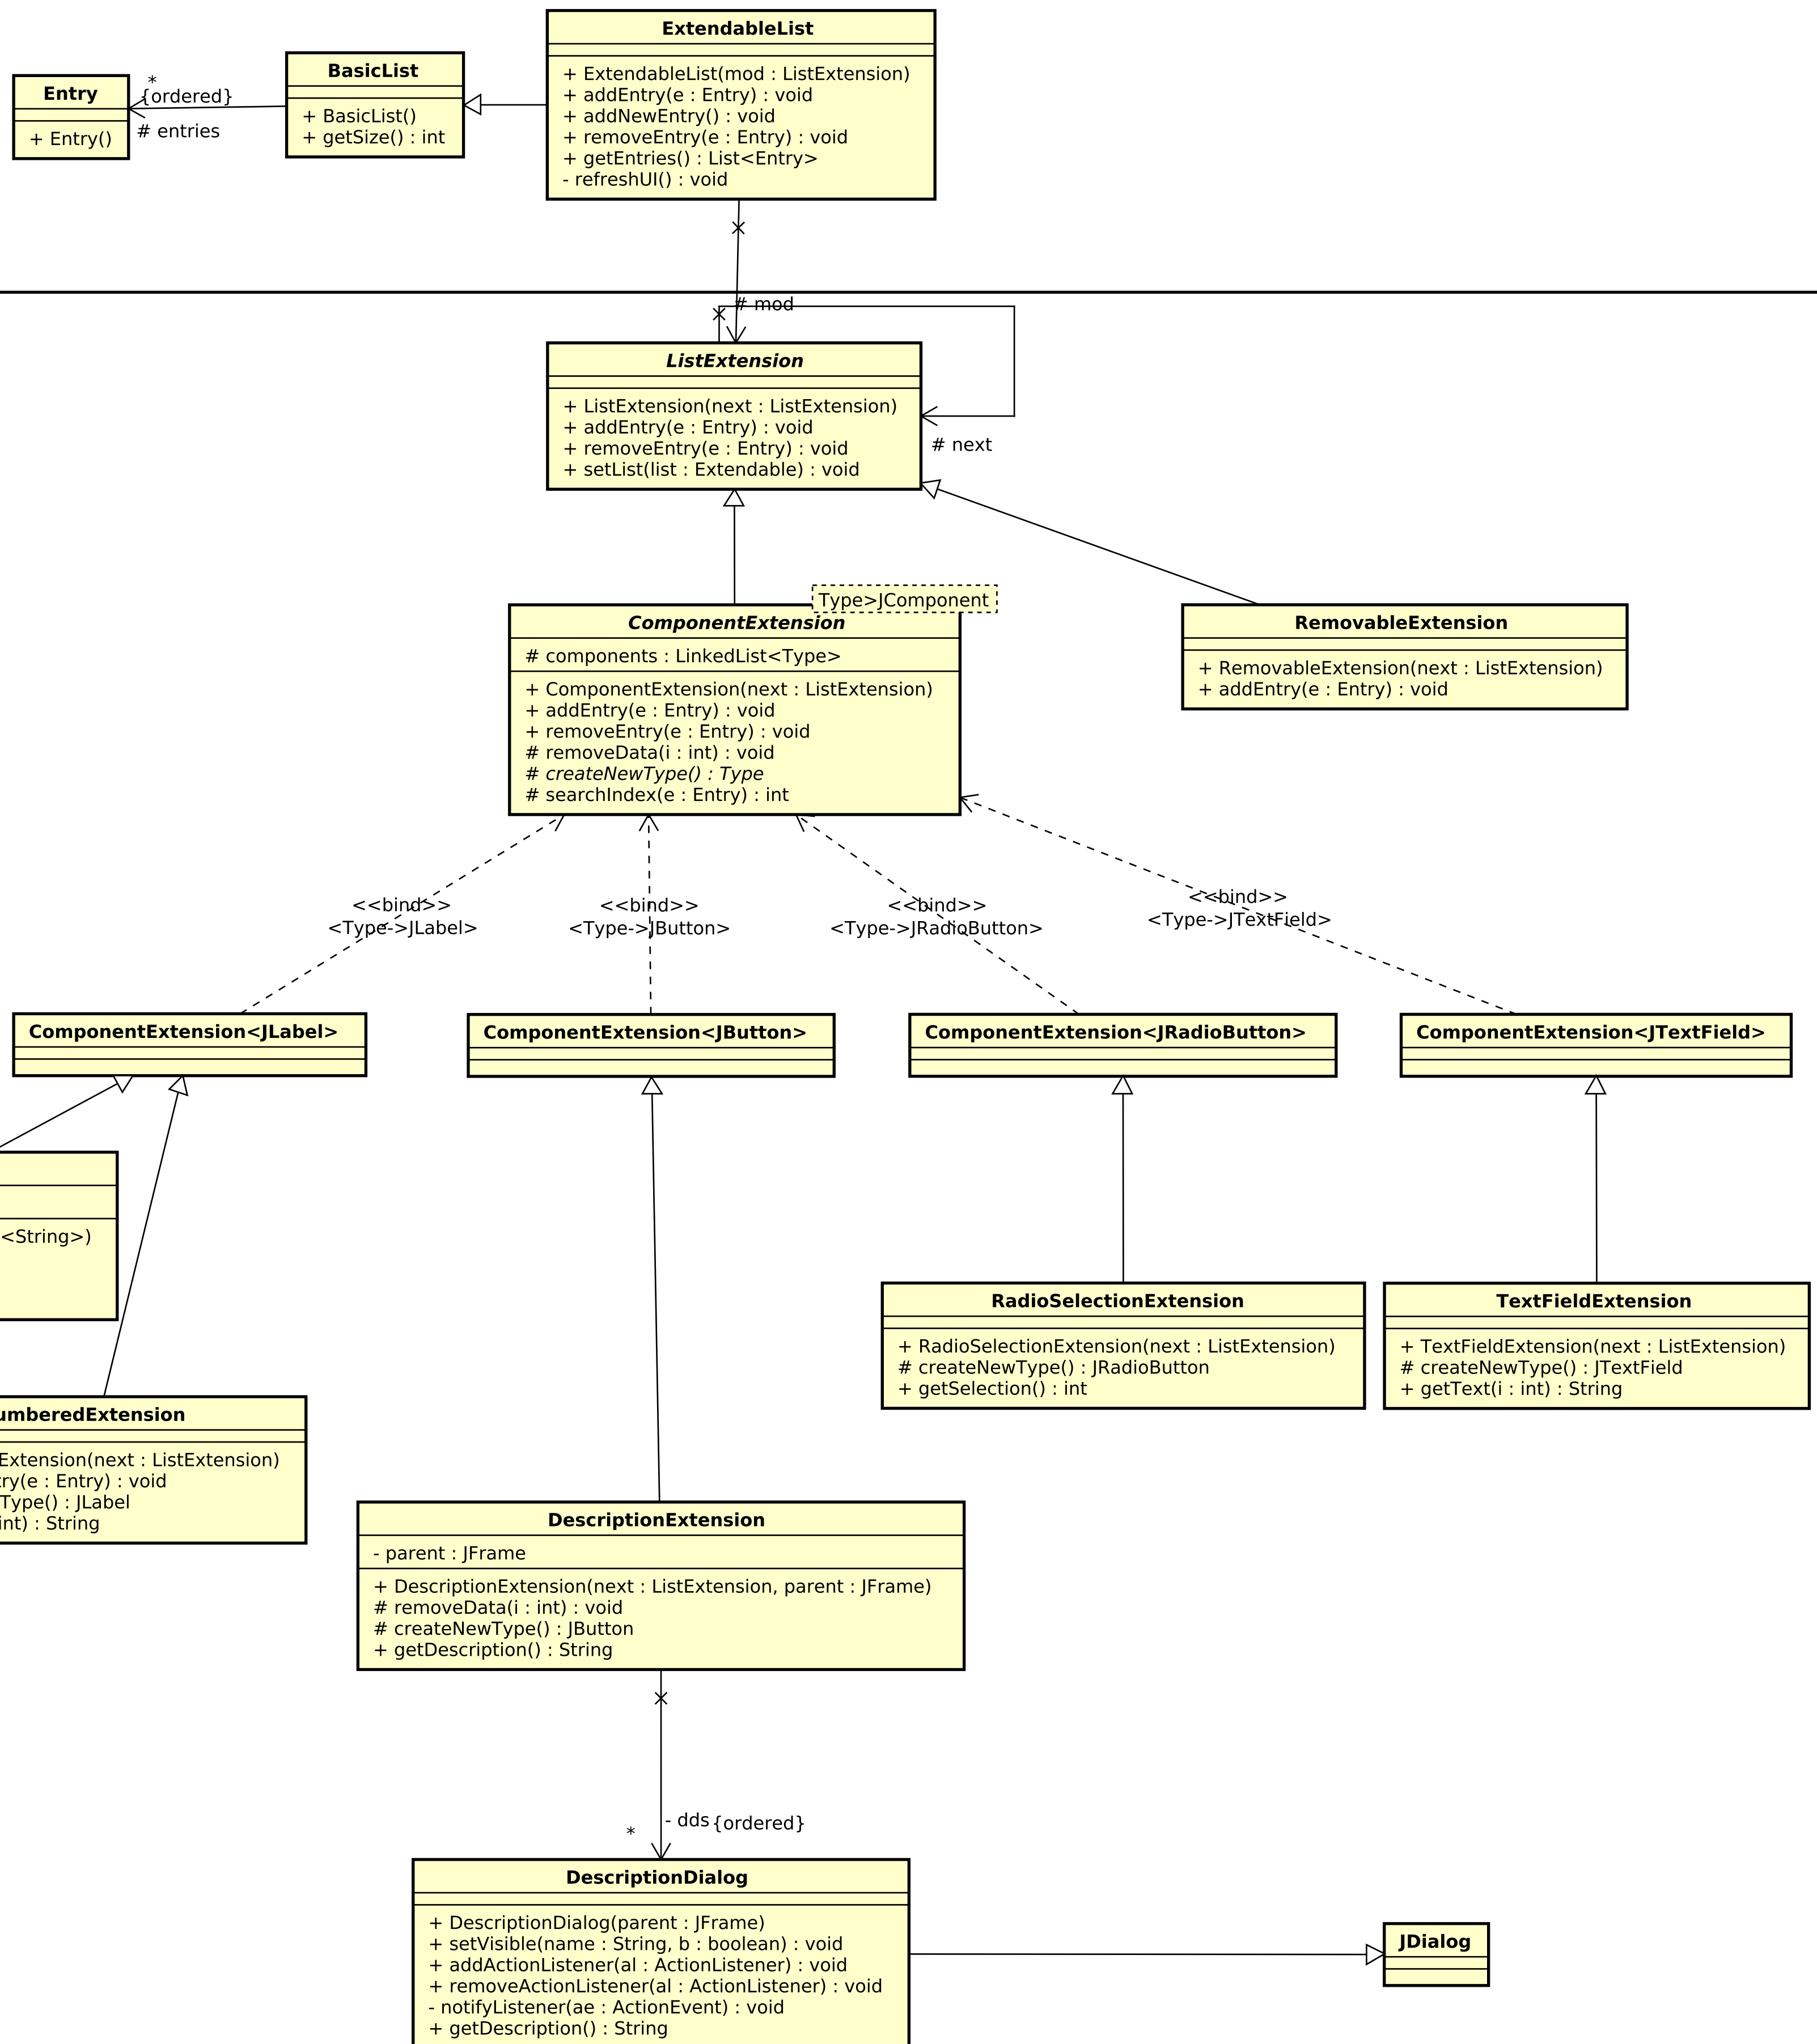 ExtendableList
+ ExtendableList(mod : ListExtension)
+ addEntry(e : Entry) : void
+ addNewEntry() : void
+ removeEntry(e : Entry) : void
+ getEntries() : List<Entry>
- refreshUI() : void
BasicList
+ BasicList()
+ getSize() : int
Entry
+ Entry()
*
{ordered}
# entries
# mod
ListExtension
+ ListExtension(next : ListExtension)
+ addEntry(e : Entry) : void
+ removeEntry(e : Entry) : void
+ setList(list : Extendable) : void
# next
Type>JComponent
ComponentExtension
# components : LinkedList<Type>
+ ComponentExtension(next : ListExtension)
+ addEntry(e : Entry) : void
+ removeEntry(e : Entry) : void
# removeData(i : int) : void
# createNewType() : Type
# searchIndex(e : Entry) : int
RemovableExtension
+ RemovableExtension(next : ListExtension)
+ addEntry(e : Entry) : void
<<bind>>
<Type->JLabel>
<<bind>>
<Type->JButton>
<<bind>>
<Type->JRadioButton>
<<bind>>
<Type->JTextField>
ComponentExtension<JLabel>
ComponentExtension<JButton>
ComponentExtension<JRadioButton>
ComponentExtension<JTextField>
<String>)
RadioSelectionExtension
+ RadioSelectionExtension(next : ListExtension)
# createNewType() : JRadioButton
+ getSelection() : int
TextFieldExtension
+ TextFieldExtension(next : ListExtension)
# createNewType() : JTextField
+ getText(i : int) : String
umberedExtension
Extension(next : ListExtension)
try(e : Entry) : void
Type() : JLabel
int) : String
DescriptionExtension
- parent : JFrame
+ DescriptionExtension(next : ListExtension, parent : JFrame)
# removeData(i : int) : void
# createNewType() : JButton
+ getDescription() : String
- dds {ordered}
*
DescriptionDialog
+ DescriptionDialog(parent : JFrame)
+ setVisible(name : String, b : boolean) : void
+ addActionListener(al : ActionListener) : void
+ removeActionListener(al : ActionListener) : void
- notifyListener(ae : ActionEvent) : void
+ getDescription() : String
JDialog